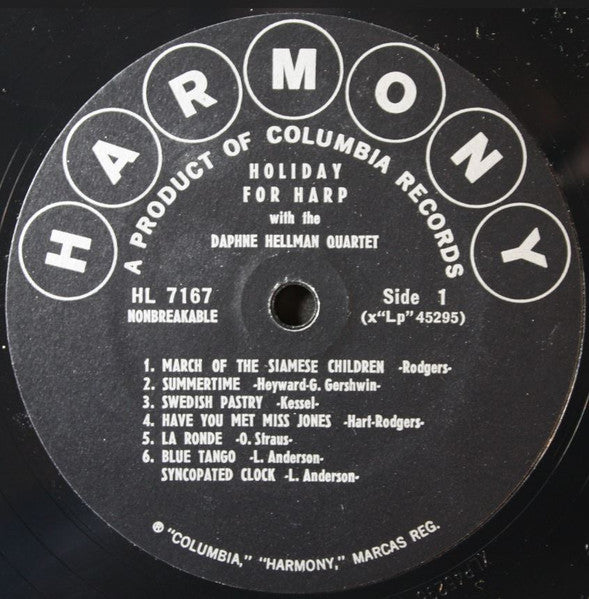 HARMONY
A PRODUCT OF COLUMBIA RECORDS
HOLIDAY
FOR HARP
with the
DAPHNE HELLMAN QUARTET
HL 7167
NONBREAKABLE
Side 1
(x"Lp" 45295)
1. MARCH OF THE SIAMESE CHILDREN -Rodgers-
2. SUMMERTIME -Heyward-G. Gershwin-
3. SWEDISH PASTRY -Kessel-
4. HAVE YOU MET MISS JONES -Hart-Rodgers-
5. LA RONDE -O. Straus-
6. BLUE TANGO -L. Anderson-
SYNCOPATED CLOCK -L. Anderson-
® "COLUMBIA," "HARMONY," MARCAS REG.